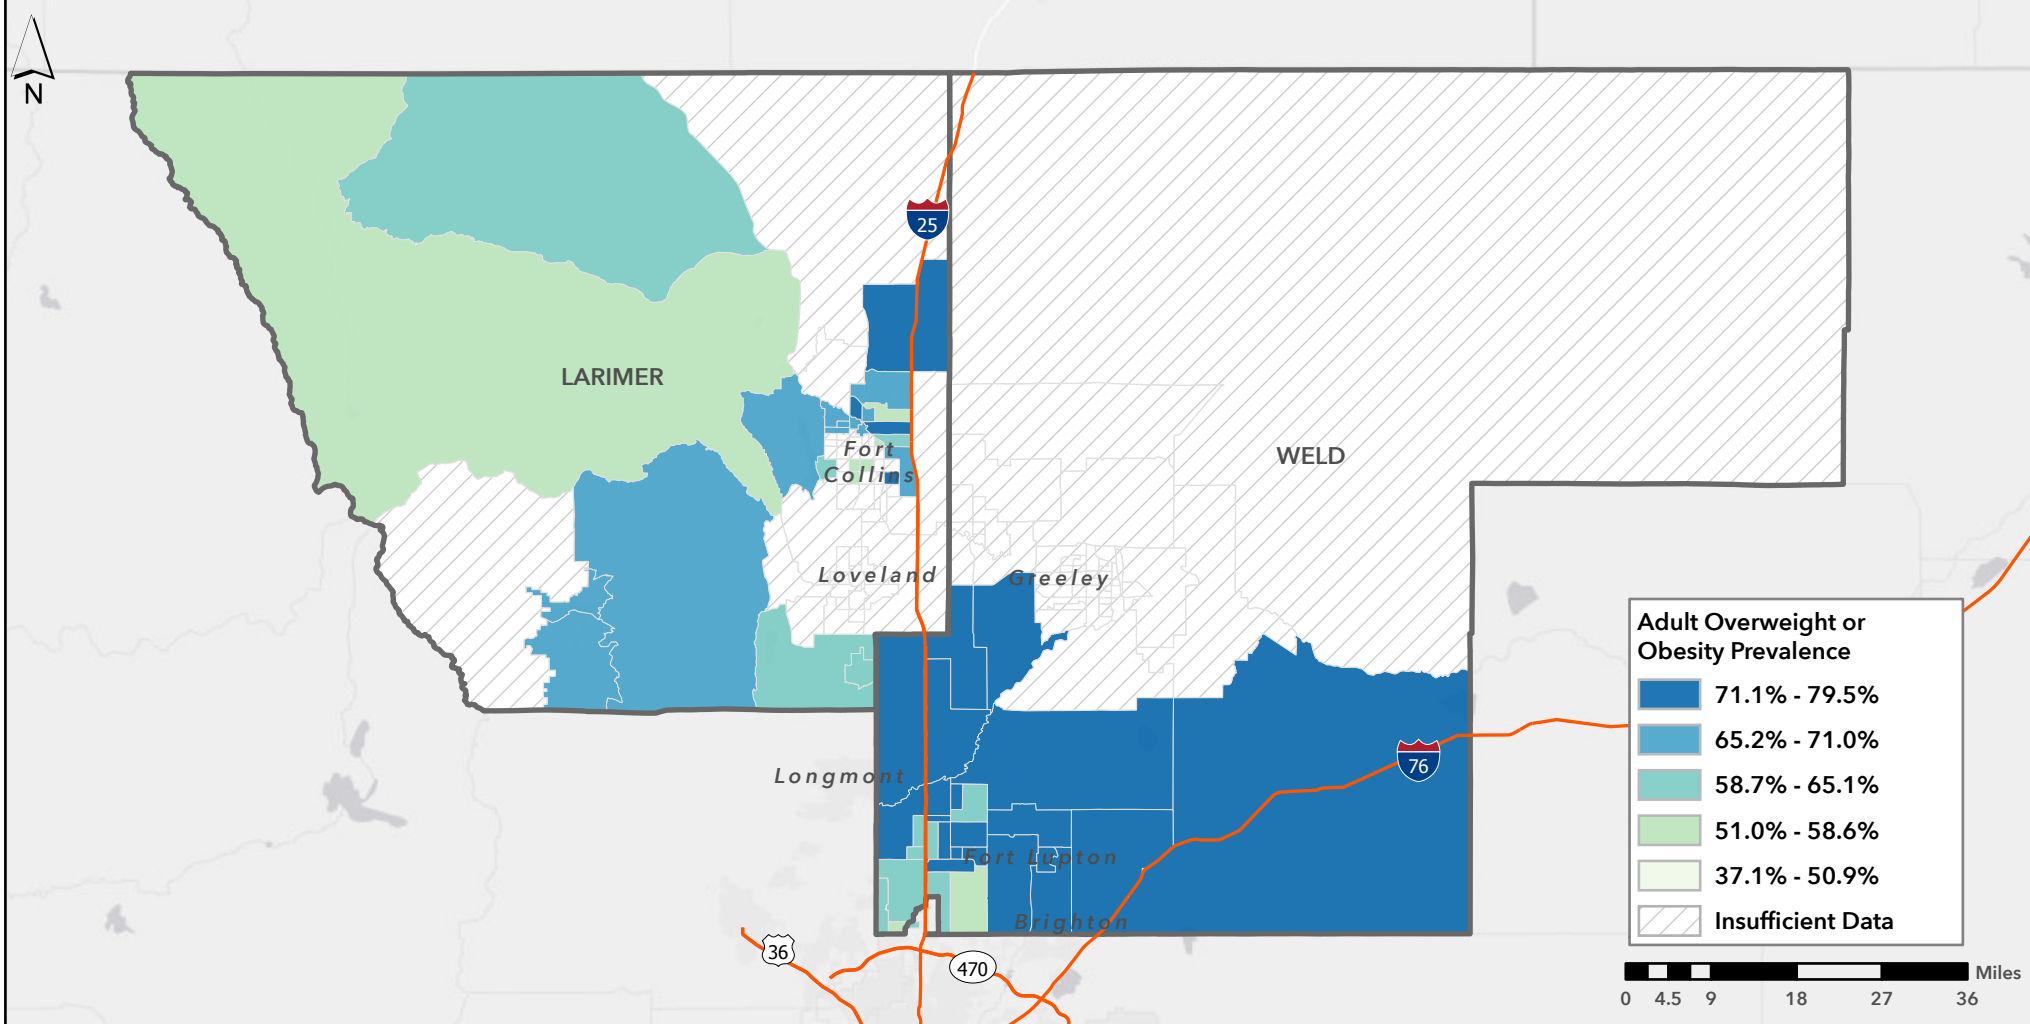 N
25
LARIMER
WELD
Fort
Collins
Loveland
Greeley
Longmont
Fort Lupton
Brighton
76
36
470
Adult Overweight or
Obesity Prevalence
71.1% - 79.5%
65.2% - 71.0%
58.7% - 65.1%
51.0% - 58.6%
37.1% - 50.9%
Insufficient Data
Miles
0 4.5 9 18 27 36